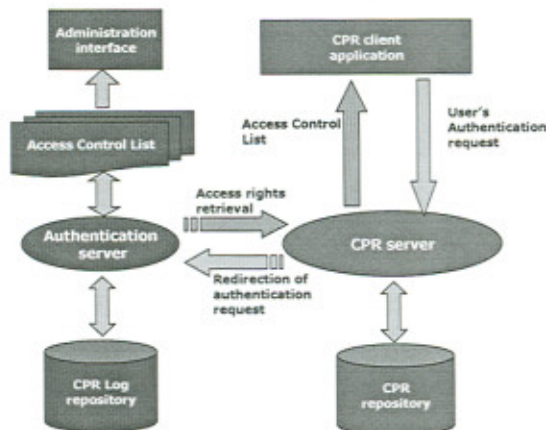 Administration
interface
CPR client
application
Access Control List
Access Control
List
User's
Authentication
request
Access rights
retrieval
Authentication
server
CPR server
Redirection of
authentication
request
CPR Log
repository
CPR
repository